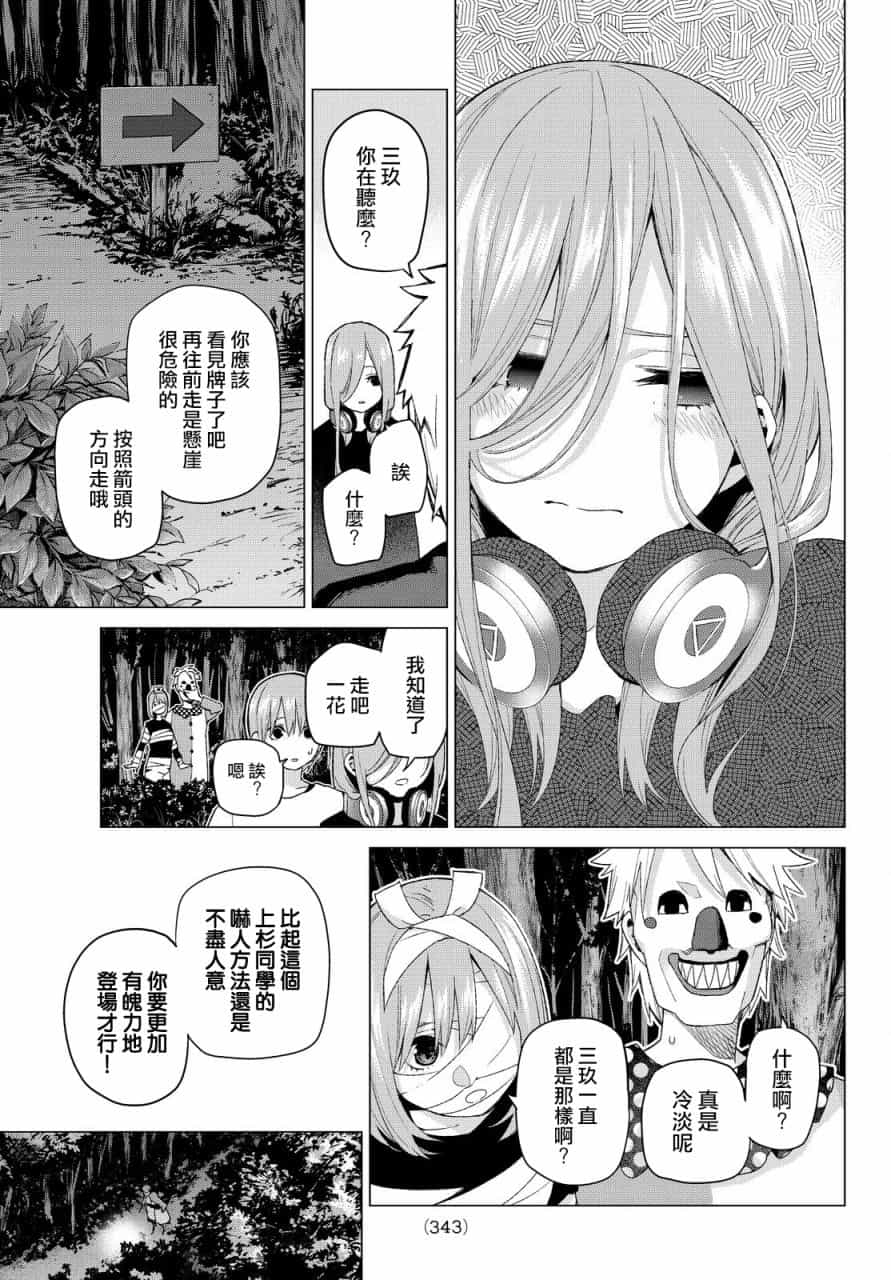 三玖
你在聽麼？
誒
什麼？
你應該
看見牌子了吧
再往前走是懸崖
很危險的
按照箭頭的
方向走哦
我知道了
走吧
一花
誒？
嗯
什麼啊？
真是
冷淡呢
三玖一直
都是那樣啊？
比起這個
上杉同學的
嚇人方法還是
不盡人意
你要更加
有魄力地
登場才行！
(343)